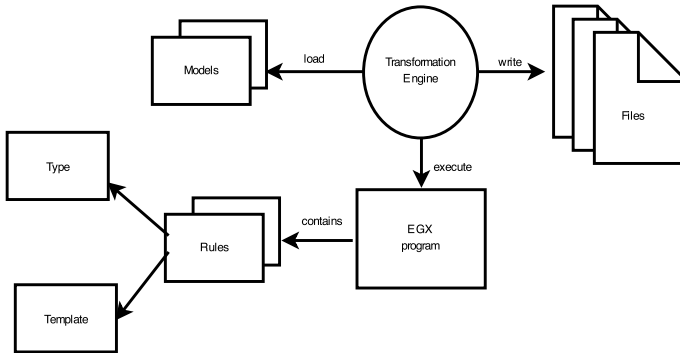 Models
load
Transformation
Engine
write
Files
execute
Type
Rules
contains
EGX
program
Template